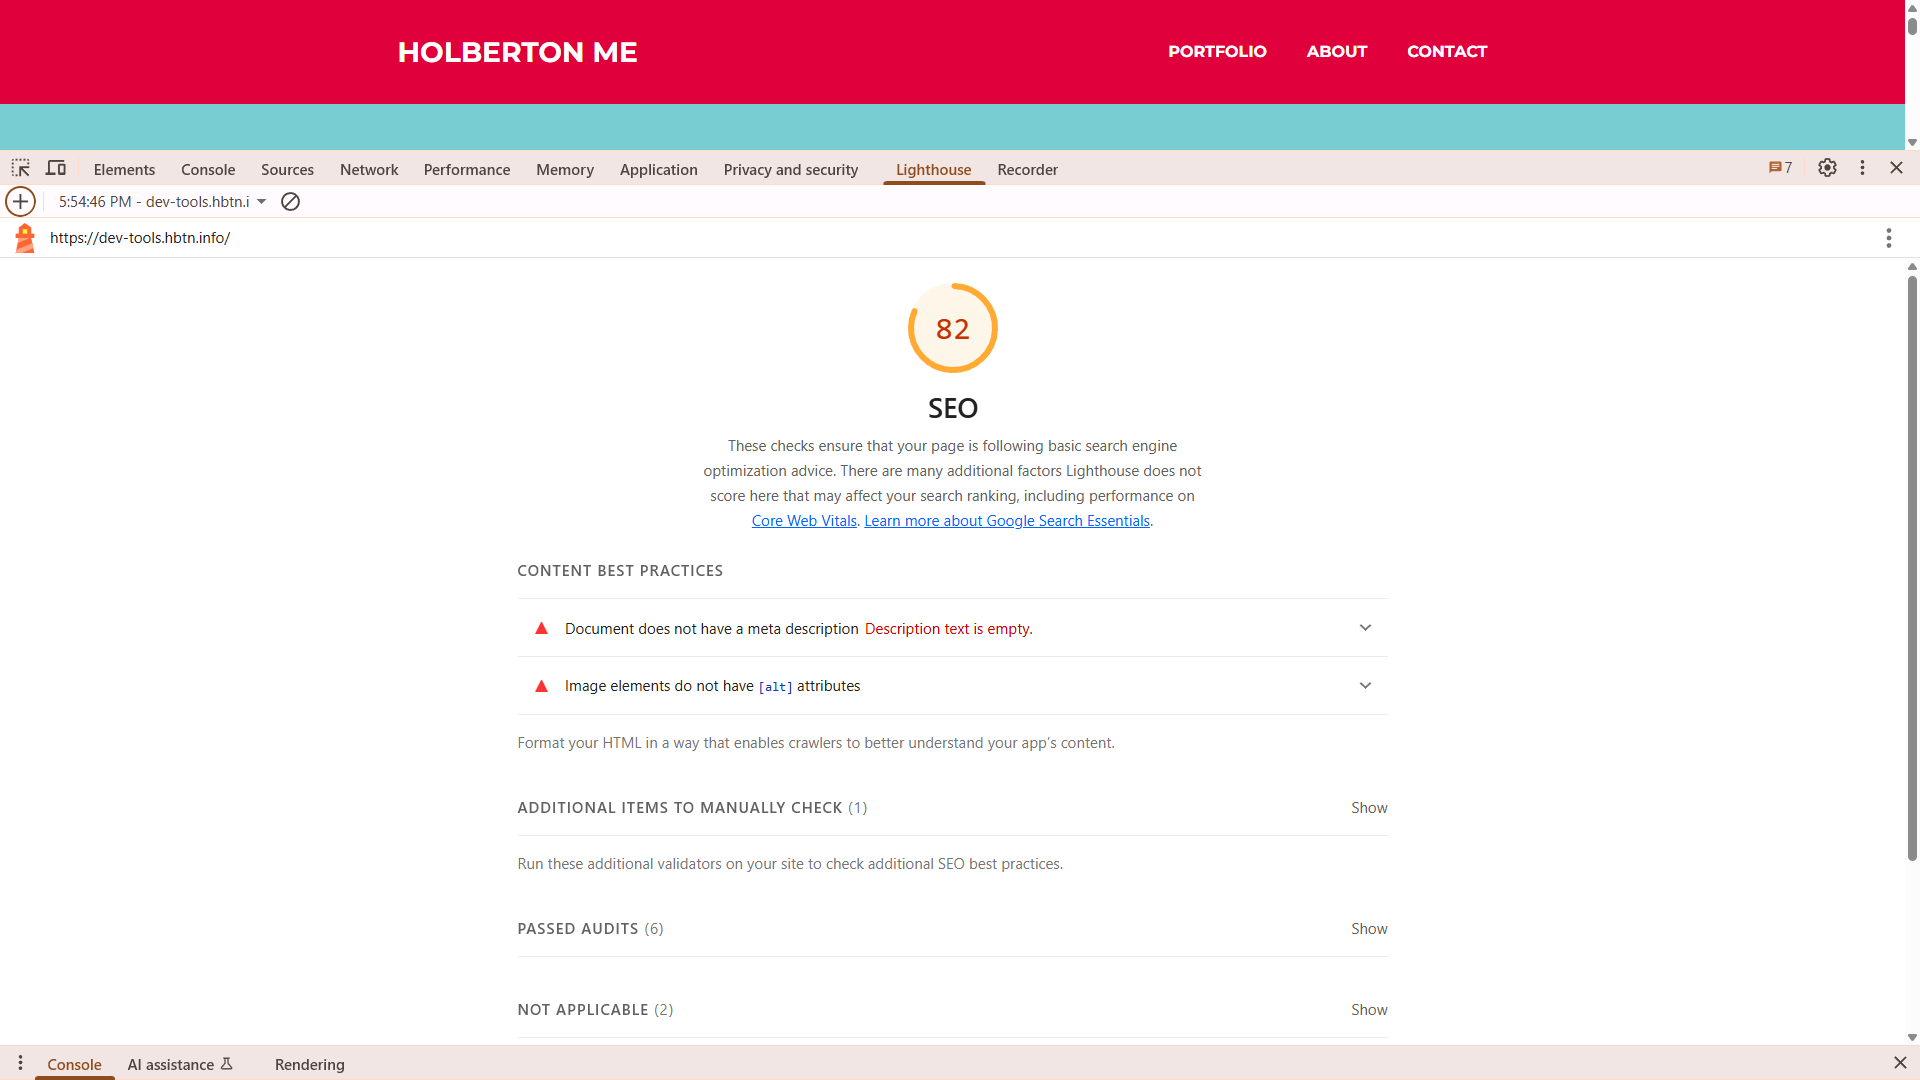 HOLBERTON ME
PORTFOLIO ABOUT CONTACT
Elements Console Sources Network Performance Memory Application Privacy and security Lighthouse Recorder 7
5:54:46 PM - dev-tools.hbtn.i
https://dev-tools.hbtn.info/
82
SEO
These checks ensure that your page is following basic search engine
optimization advice. There are many additional factors Lighthouse does not
score here that may affect your search ranking, including performance on
Core Web Vitals. Learn more about Google Search Essentials.
CONTENT BEST PRACTICES
Document does not have a meta description Description text is empty.
Image elements do not have [alt] attributes
Format your HTML in a way that enables crawlers to better understand your app’s content.
ADDITIONAL ITEMS TO MANUALLY CHECK (1) Show
Run these additional validators on your site to check additional SEO best practices.
PASSED AUDITS (6) Show
NOT APPLICABLE (2) Show
Console AI assistance Rendering